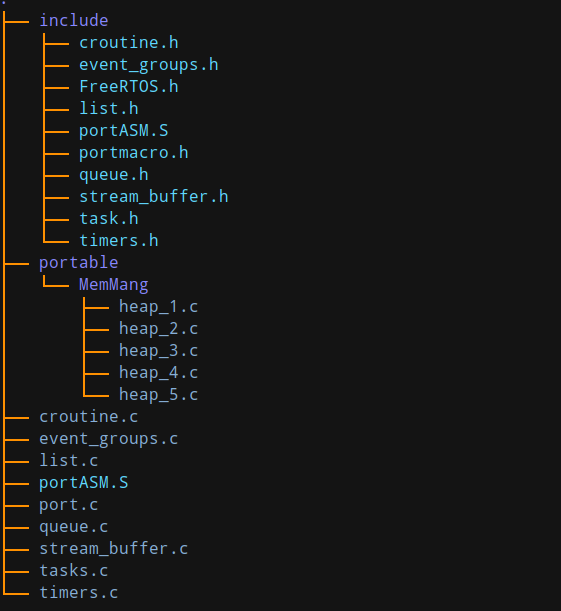 .
include
croutine.h
event_groups.h
FreeRTOS.h
list.h
portASM.S
portmacro.h
queue.h
stream_buffer.h
task.h
timers.h
portable
MemMang
heap_1.c
heap_2.c
heap_3.c
heap_4.c
heap_5.c
croutine.c
event_groups.c
list.c
portASM.S
port.c
queue.c
stream_buffer.c
tasks.c
timers.c